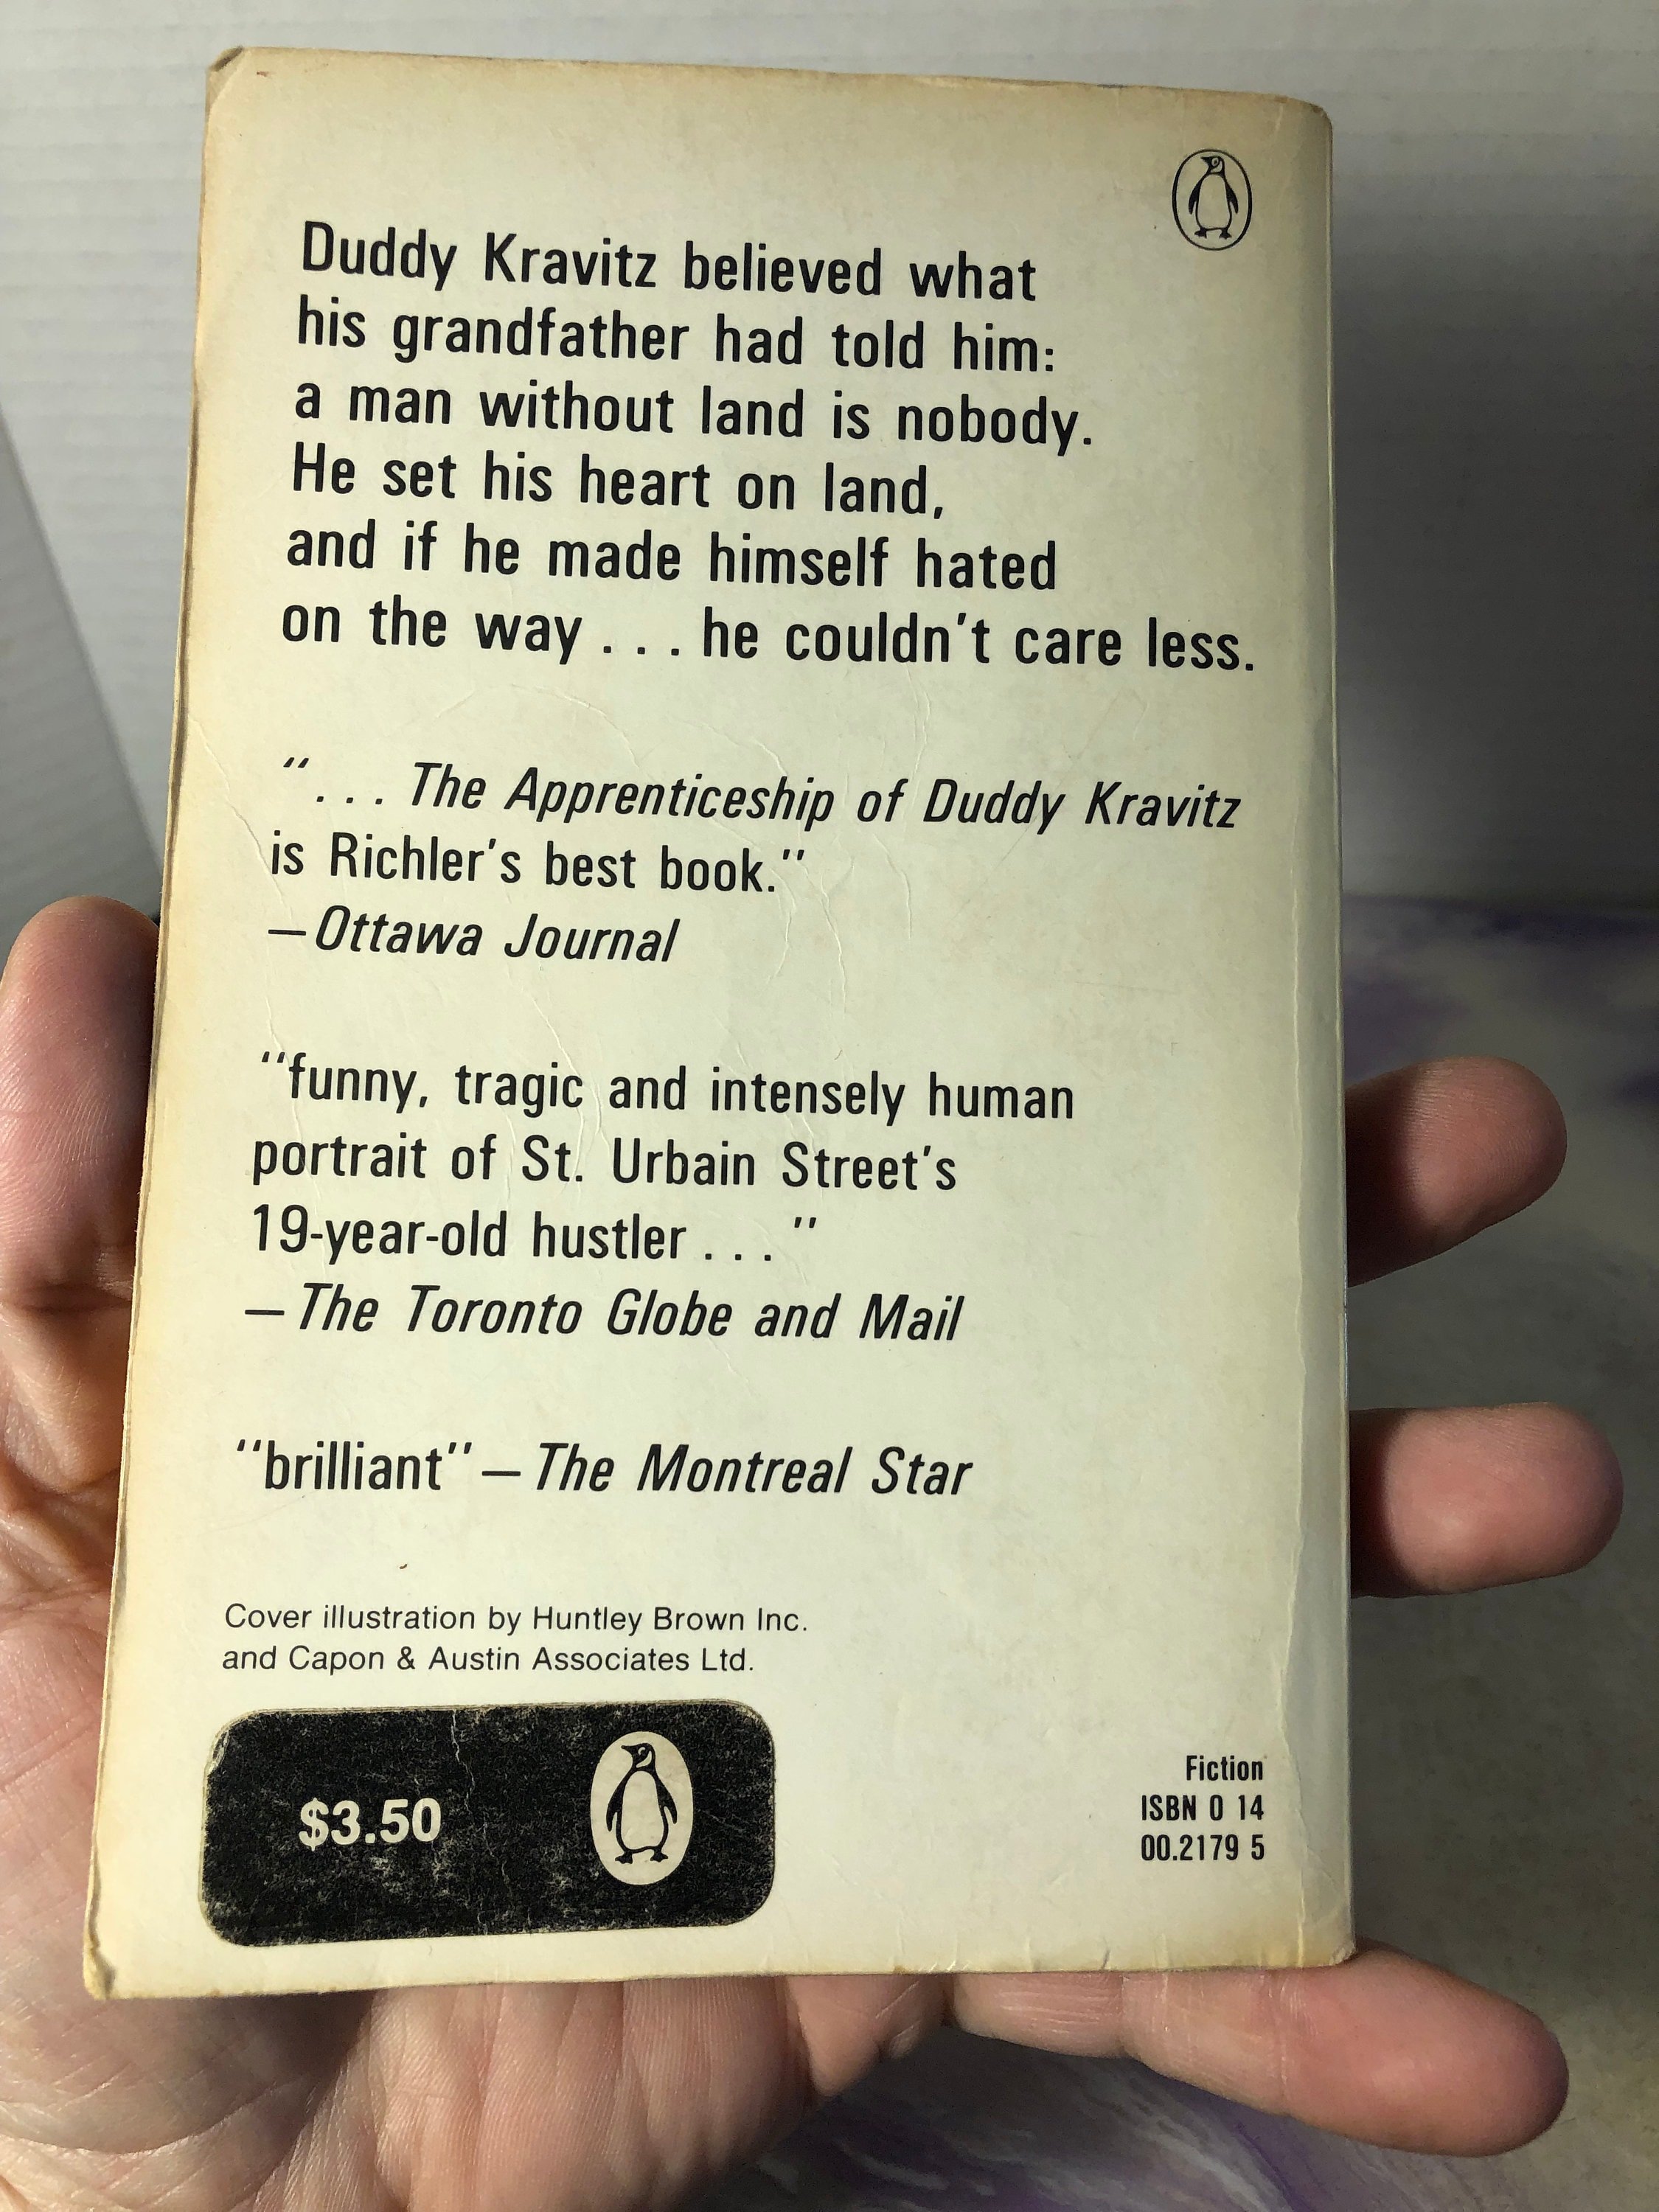 Duddy Kravitz believed what
his grandfather had told him:
a man without land is nobody.
He set his heart on land,
and if he made himself hated
on the way . . . he couldn't care less.
". . . The Apprenticeship of Duddy Kravitz
is Richler's best book."
—Ottawa Journal
"funny, tragic and intensely human
portrait of St. Urbain Street's
19-year-old hustler . . ."
—The Toronto Globe and Mail
"brilliant"—The Montreal Star
Cover illustration by Huntley Brown Inc.
and Capon & Austin Associates Ltd.
$3.50
Fiction
ISBN 0 14
00.2179 5